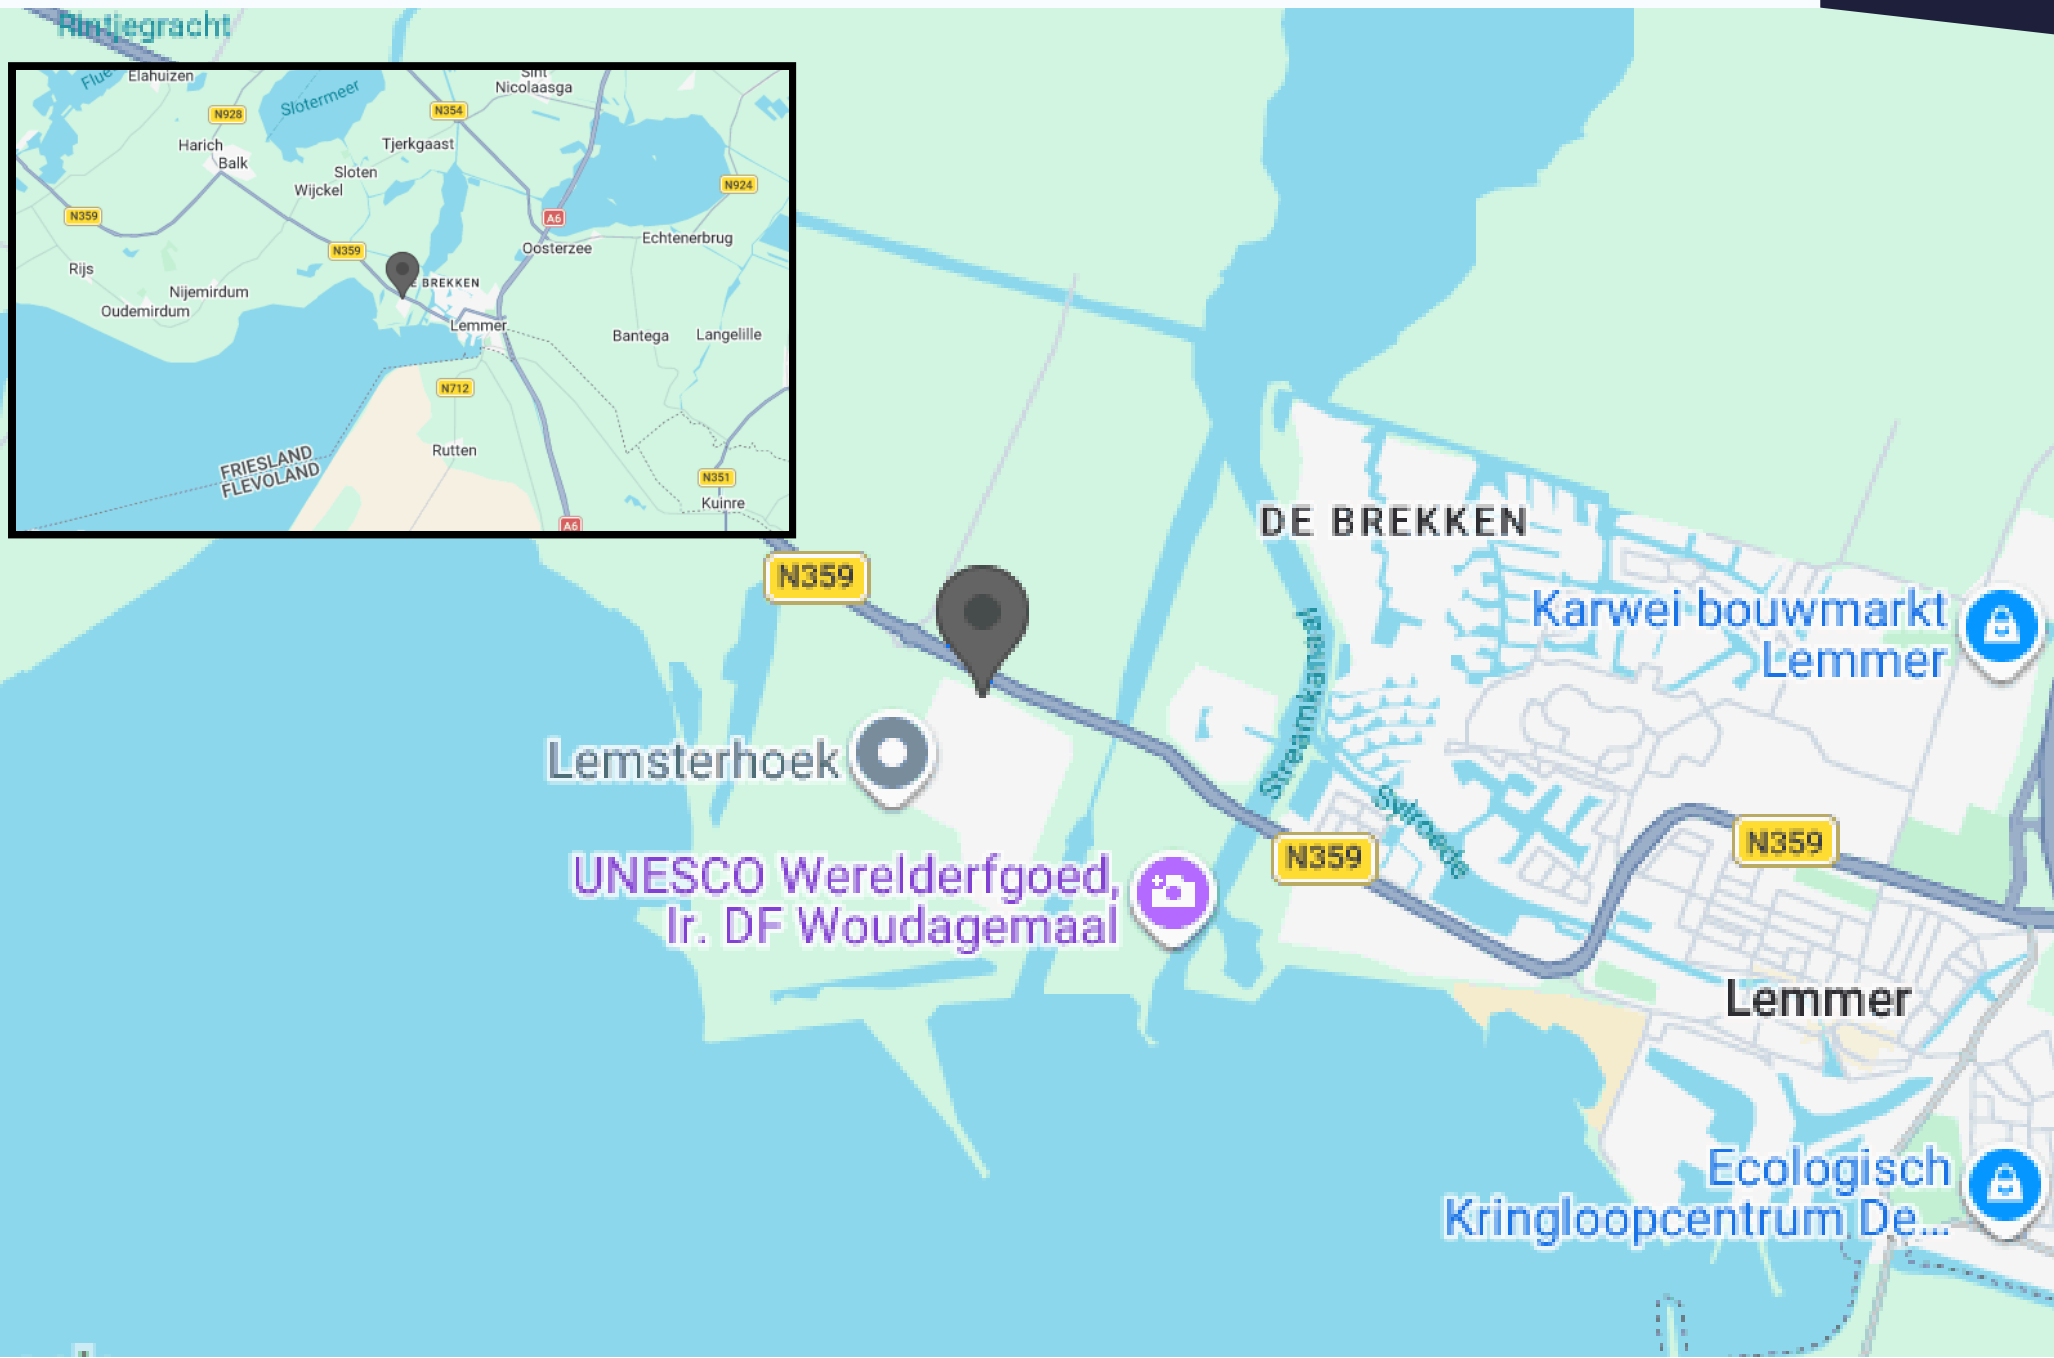 Rintjegracht
Elahuizen
Slotermeer
Sint
Nicolaasga
N928
N354
Harich
Balk
Tjerkgaast
Sloten
Wijckel
N924
N359
A6
N359
Oosterzee
Echtenerbrug
Rijs
Nijemirdum
Oudemirdum
BREKKEN
Lemmer
Bantega
Langelille
N712
Rutten
FRIESLAND
FLEVOLAND
N351
Kuinre
A6
DE BREKKEN
N359
Karwei bouwmarkt
Lemmer
Streamkanaal
Lemsterhoek
Sylroede
N359
N359
UNESCO Werelderfgoed,
Ir. DF Woudagemaal
Lemmer
Ecologisch
Kringloopcentrum De...